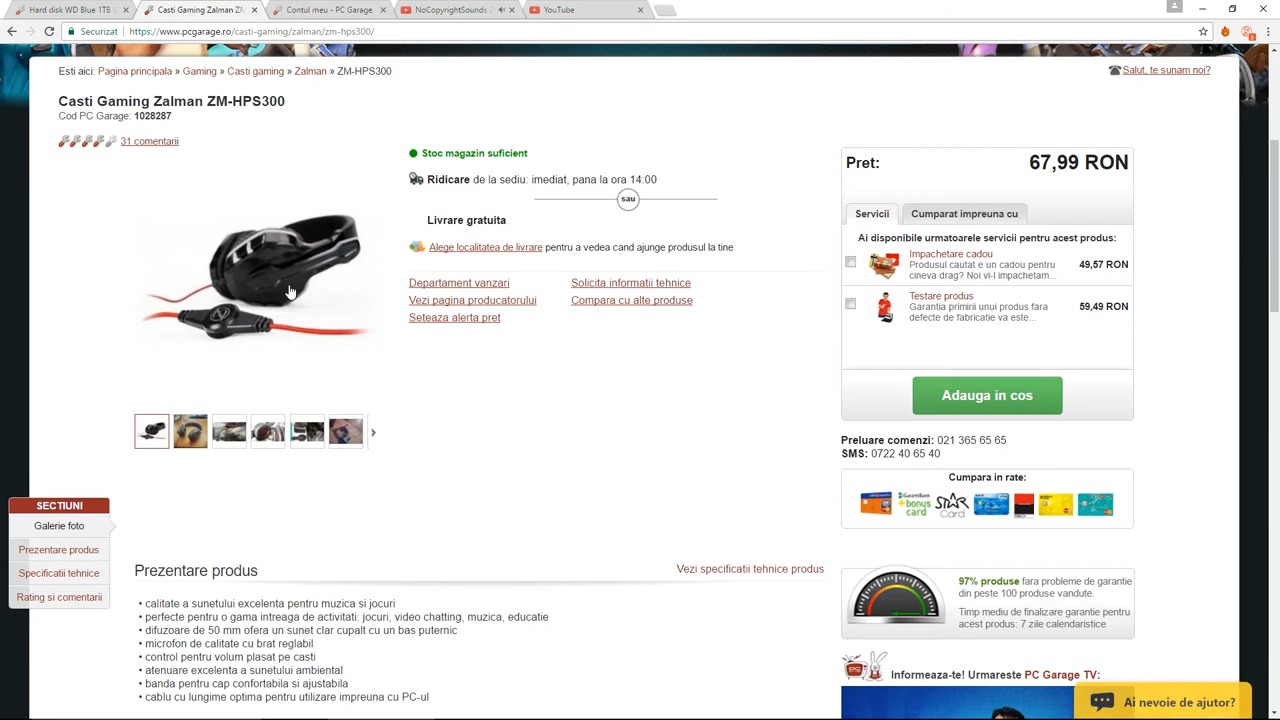 Hard disk WD Blue 1TB S
Casti Gaming Zalman ZM-
Contul meu - PC Garage
NoCopyrightSounds
YouTube
Securizat
https://www.pcgarage.ro/casti-gaming/zalman/zm-hps300/
Esti aici: Pagina principala » Gaming » Casti gaming » Zalman » ZM-HPS300
Salut, te sunam noi?
Casti Gaming Zalman ZM-HPS300
Cod PC Garage: 1028287
31 comentarii
Stoc magazin suficient
Ridicare de la sediu: imediat, pana la ora 14:00
sau
Livrare gratuita
Alege localitatea de livrare pentru a vedea cand ajunge produsul la tine
Departament vanzari
Solicita informatii tehnice
Vezi pagina producatorului
Compara cu alte produse
Seteaza alerta pret
Pret: 67,99 RON
Servicii
Cumparat impreuna cu
Ai disponibile urmatoarele servicii pentru acest produs:
Impachetare cadou
Produsul cautat e un cadou pentru
cineva drag? Noi vi-l impachetam...
49,57 RON
Testare produs
Garantia primirii unui produs fara
defecte de fabricatie va este...
59,49 RON
Adauga in cos
Preluare comenzi: 021 365 65 65
SMS: 0722 40 65 40
Cumpara in rate:
bonus
card
STAR
Card
SECTIUNI
Galerie foto
Prezentare produs
Specificatii tehnice
Rating si comentarii
Prezentare produs
Vezi specificatii tehnice produs
• calitate a sunetului excelenta pentru muzica si jocuri
• perfecte pentru o gama intreaga de activitati: jocuri, video chatting, muzica, educatie
• difuzoare de 50 mm ofera un sunet clar cupalt cu un bas puternic
• microfon de calitate cu brat reglabil
• control pentru volum plasat pe casti
• atenuare excelenta a sunetului ambiental
• banda pentru cap confortabila si ajustabila
• cablu cu lungime optima pentru utilizare impreuna cu PC-ul
97% produse fara probleme de garantie
din peste 100 produse vandute.
Timp mediu de finalizare garantie pentru
acest produs: 7 zile calendaristice
Informeaza-te! Urmareste PC Garage TV:
Ai nevoie de ajutor?